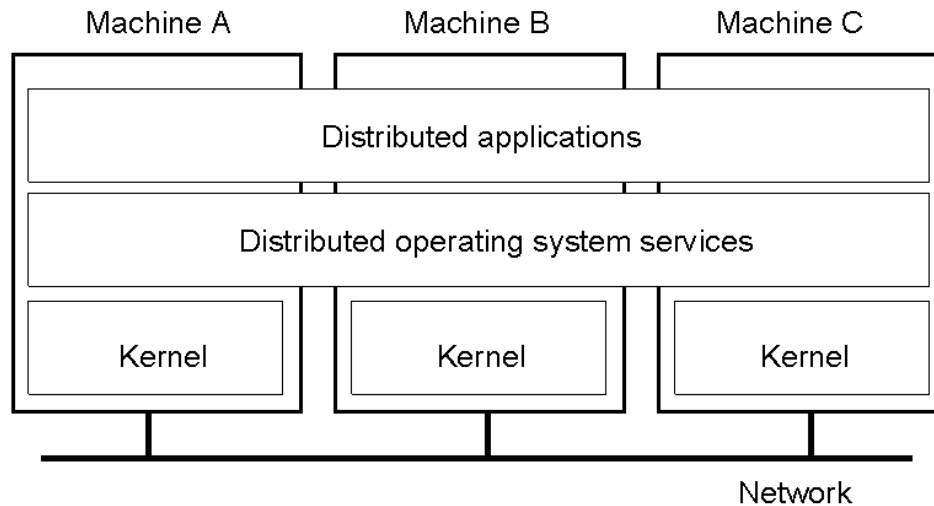 Machine A
Machine B
Machine C
Distributed applications
Distributed operating system services
Kernel
Kernel
Kernel
Network